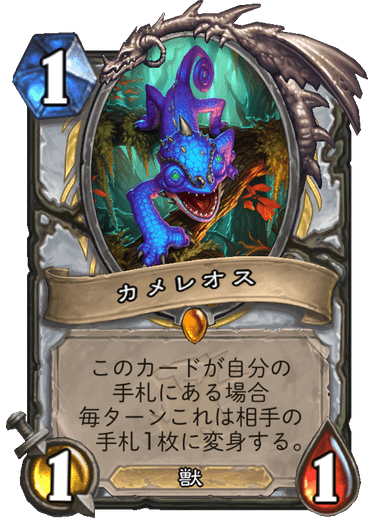 1
カメレオス
このカードが自分の
手札にある場合
毎ターンこれは相手の
手札1枚に変身する。
獣
1
1